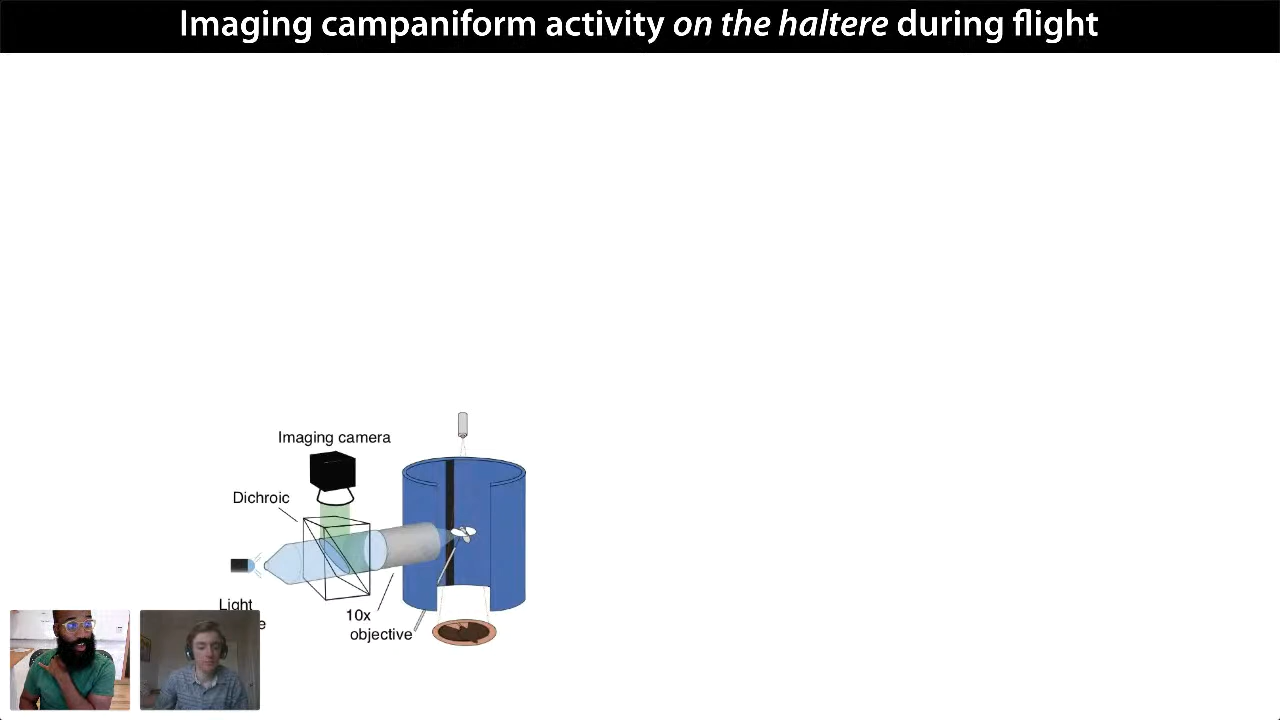 Imaging campaniform activity on the haltere during flight
Imaging camera
Dichroic
Light
10x
objective